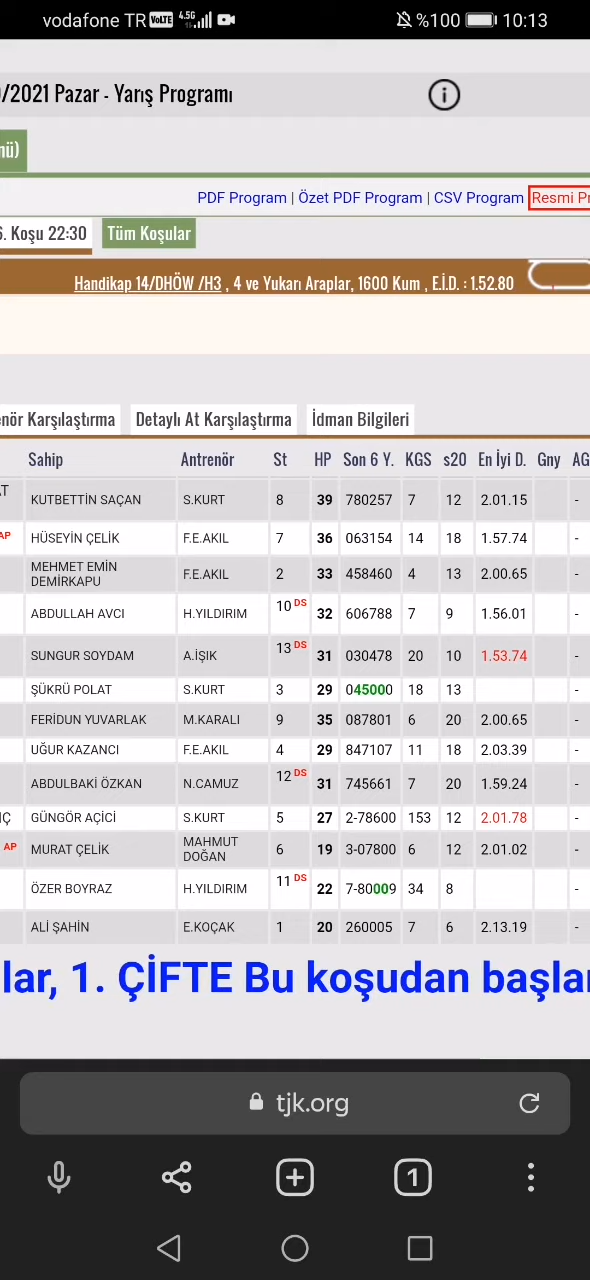 vodafone TR VoLTE 4.5G %100 10:13
/2021 Pazar - Yarış Programı
PDF Program | Özet PDF Program | CSV Program Resmi Pr
6. Koşu 22:30 Tüm Koşular
Handikap 14/DHÖW /H3 , 4 ve Yukarı Araplar, 1600 Kum , E.İ.D. : 1.52.80
nör Karşılaştırma Detaylı At Karşılaştırma İdman Bilgileri
Sahip Antrenör St HP Son 6 Y. KGS s20 En İyi D. Gny AG
AT KUTBETTİN SAÇAN S.KURT 8 39 780257 7 12 2.01.15 -
AP HÜSEYİN ÇELİK F.E.AKIL 7 36 063154 14 18 1.57.74 -
MEHMET EMİN
DEMİRKAPU F.E.AKIL 2 33 458460 4 13 2.00.65 -
ABDULLAH AVCI H.YILDIRIM 10 DS 32 606788 7 9 1.56.01 -
SUNGUR SOYDAM A.IŞIK 13 DS 31 030478 20 10 1.53.74 -
ŞÜKRÜ POLAT S.KURT 3 29 045000 18 13 -
FERİDUN YUVARLAK M.KARALI 9 35 087801 6 20 2.00.65 -
UĞUR KAZANCI F.E.AKIL 4 29 847107 11 18 2.03.39 -
ABDULBAKİ ÖZKAN N.CAMUZ 12 DS 31 745661 7 20 1.59.24 -
IÇ GÜNGÖR AÇİCİ S.KURT 5 27 2-78600 153 12 2.01.78 -
AP MURAT ÇELİK MAHMUT
DOĞAN 6 19 3-07800 6 12 2.01.02 -
ÖZER BOYRAZ H.YILDIRIM 11 DS 22 7-80009 34 8 -
ALİ ŞAHİN E.KOÇAK 1 20 260005 7 6 2.13.19 -
lar, 1. ÇİFTE Bu koşudan başla
tjk.org
1